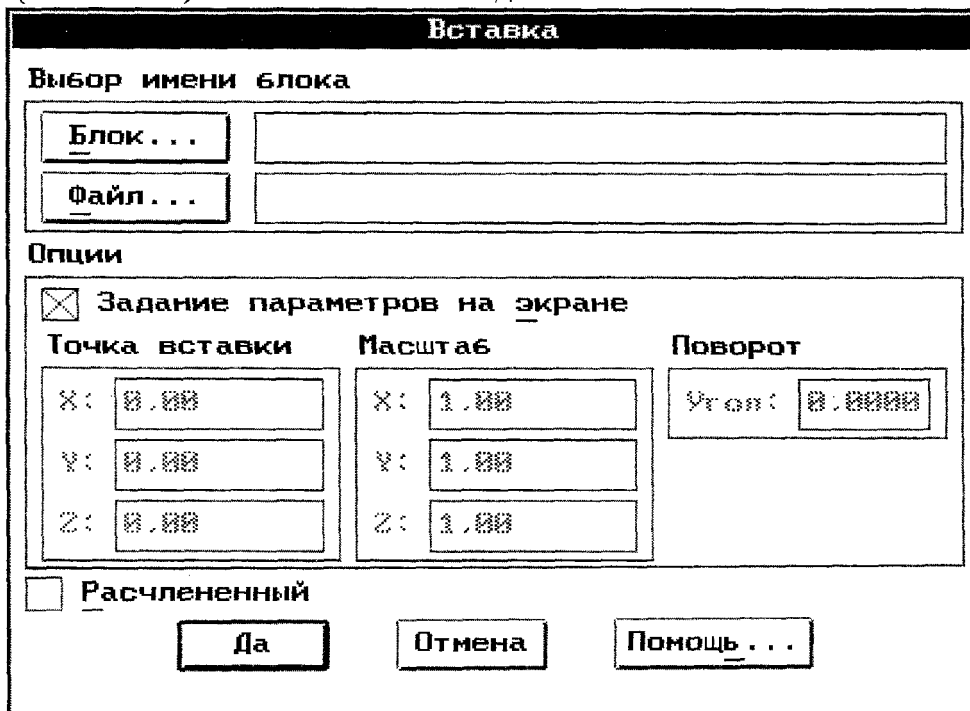 Вставка
Выбор имени блока
Блок...
Файл...
Опции
Задание параметров на экране
Точка вставки Масштаб Поворот
X: 0.00 X: 1.00 Угол: 0.0000
Y: 0.00 Y: 1.00
Z: 0.00 Z: 1.00
Расчлененный
Да Отмена Помощь...